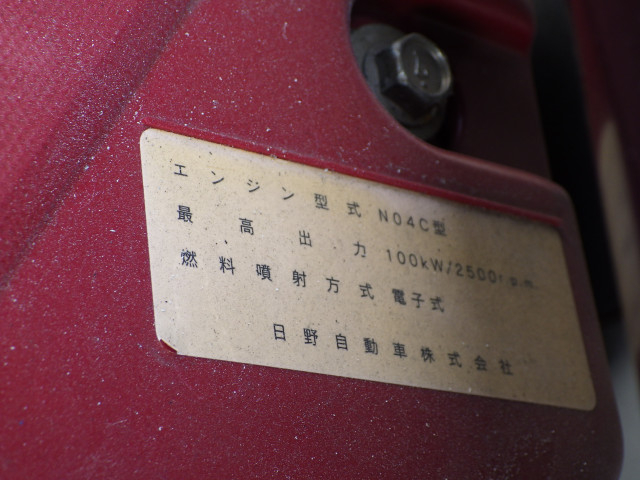 エンジン型式 N04C型
最高出力 100kW/2500r.p.m.
燃料噴射方式 電子式
日野自動車株式会社
4